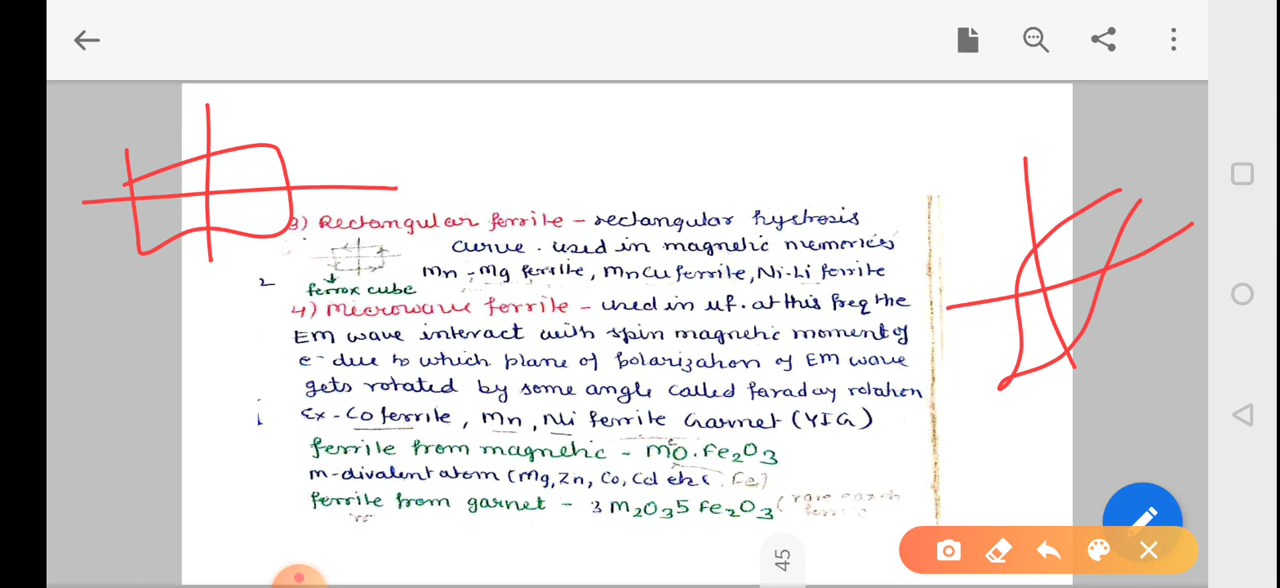 3) Rectangular ferrite - rectangular hystrosis
curve. used in magnetic memories
Mn-Mg ferrite, MnCu ferrite, Ni-Li ferrite
2
ferrox cube
4) Microwave ferrite - used in uf. at this freq the
EM wave interact with spin magnetic moment of
e- due to which plane of polarization of EM wave
gets rotated by some angle called faraday rotation
Ex - Co ferrite, Mn, Ni ferrite Garnet (YIG)
ferrite from magnetic - MO.Fe2O3
M-divalent atom (Mg, Zn, Co, Cd etc. Fe)
ferrite from garnet - 3 M2O3 5 Fe2O3 (rare earth
45